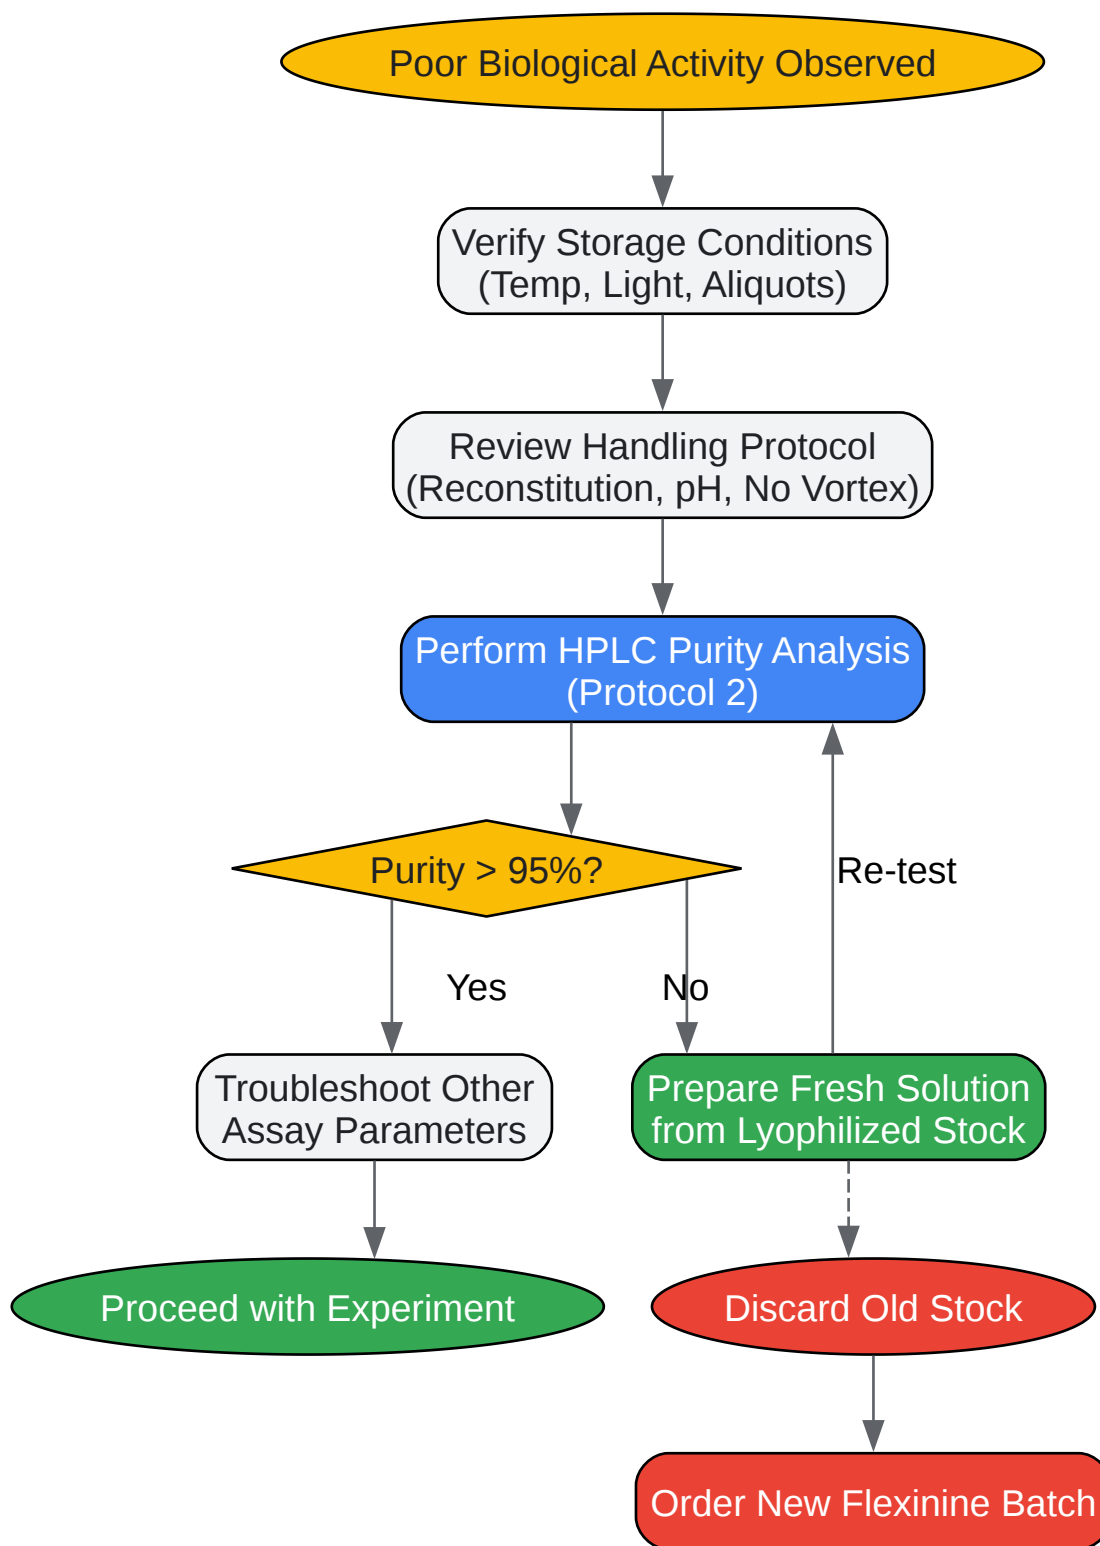 Poor Biological Activity Observed
Verify Storage Conditions
(Temp, Light, Aliquots)
Review Handling Protocol
(Reconstitution, pH, No Vortex)
Perform HPLC Purity Analysis
(Protocol 2)
Purity > 95%?
Re-test
Yes
No
Troubleshoot Other
Assay Parameters
Prepare Fresh Solution
from Lyophilized Stock
Proceed with Experiment
Discard Old Stock
Order New Flexinine Batch